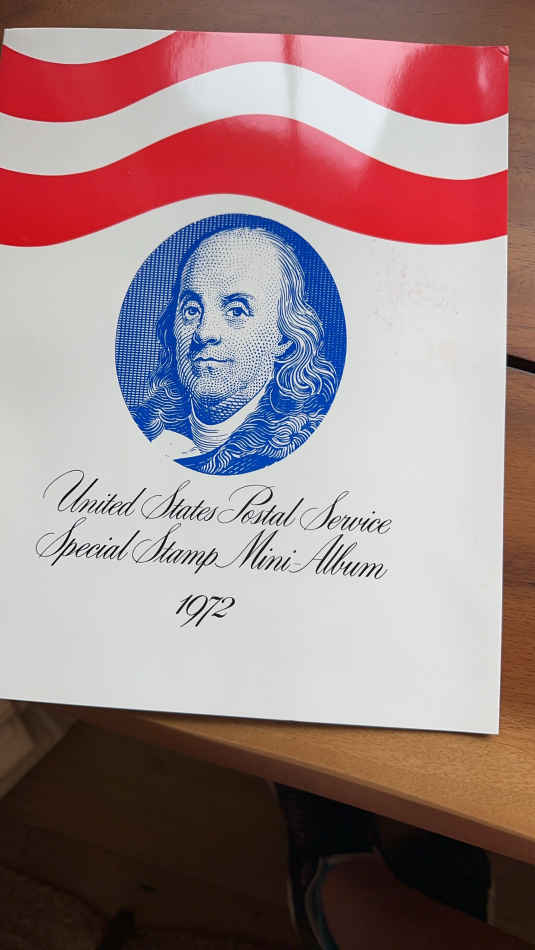 United States Postal Service
Special Stamp Mini-Album
1972